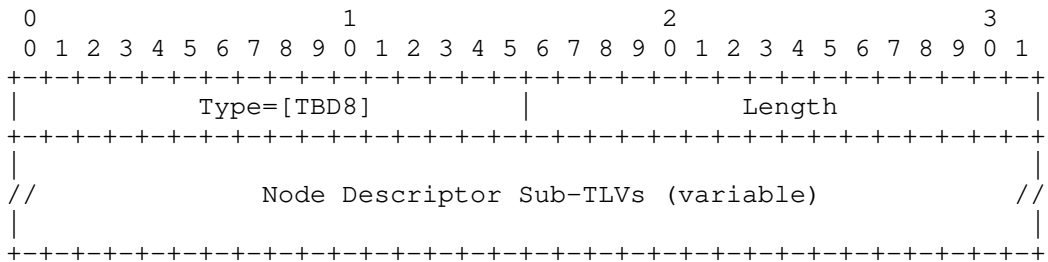 0                   1                   2                   3
 0 1 2 3 4 5 6 7 8 9 0 1 2 3 4 5 6 7 8 9 0 1 2 3 4 5 6 7 8 9 0 1
+-+-+-+-+-+-+-+-+-+-+-+-+-+-+-+-+-+-+-+-+-+-+-+-+-+-+-+-+-+-+-+-+
|           Type=[TBD8]         |             Length            |
+-+-+-+-+-+-+-+-+-+-+-+-+-+-+-+-+-+-+-+-+-+-+-+-+-+-+-+-+-+-+-+-+
|                                                               |
//              Node Descriptor Sub-TLVs (variable)            //
|                                                               |
+-+-+-+-+-+-+-+-+-+-+-+-+-+-+-+-+-+-+-+-+-+-+-+-+-+-+-+-+-+-+-+-+